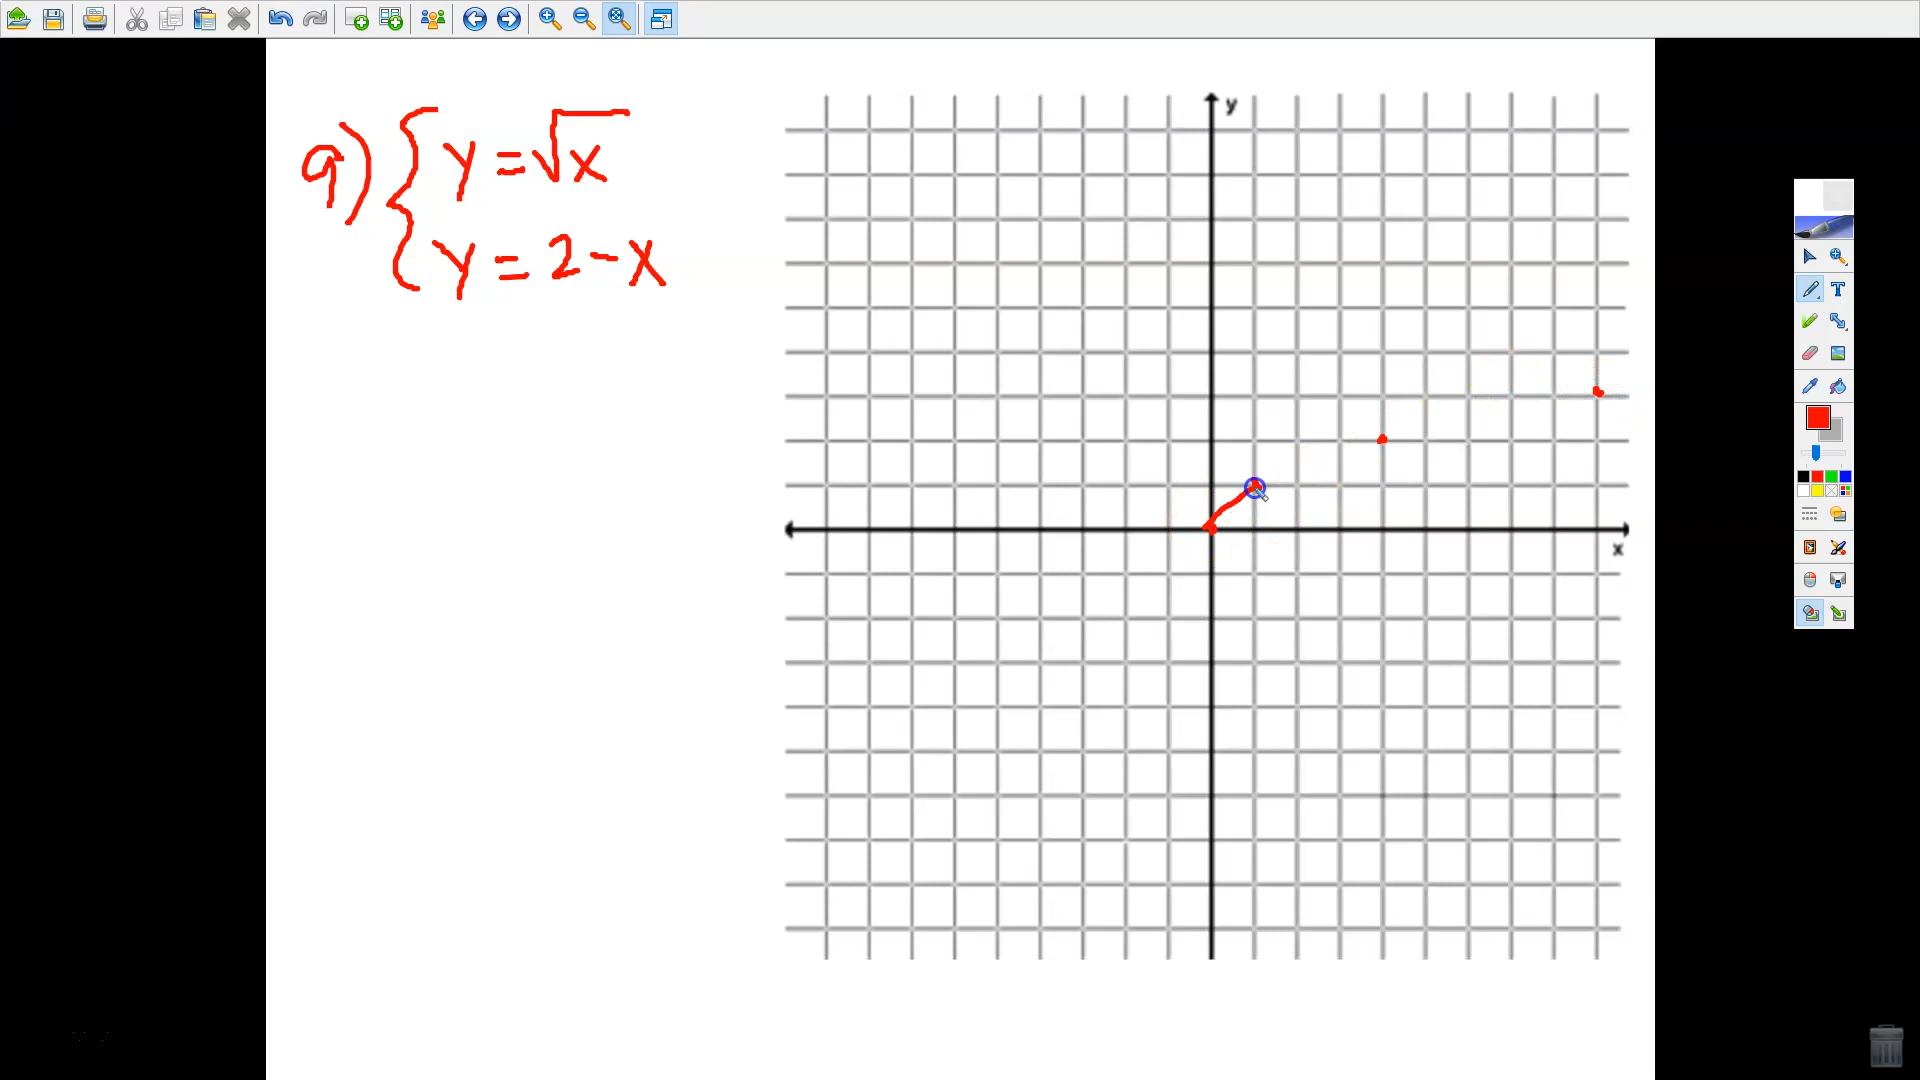 9) y = √x
y = 2 - x
y
x
T